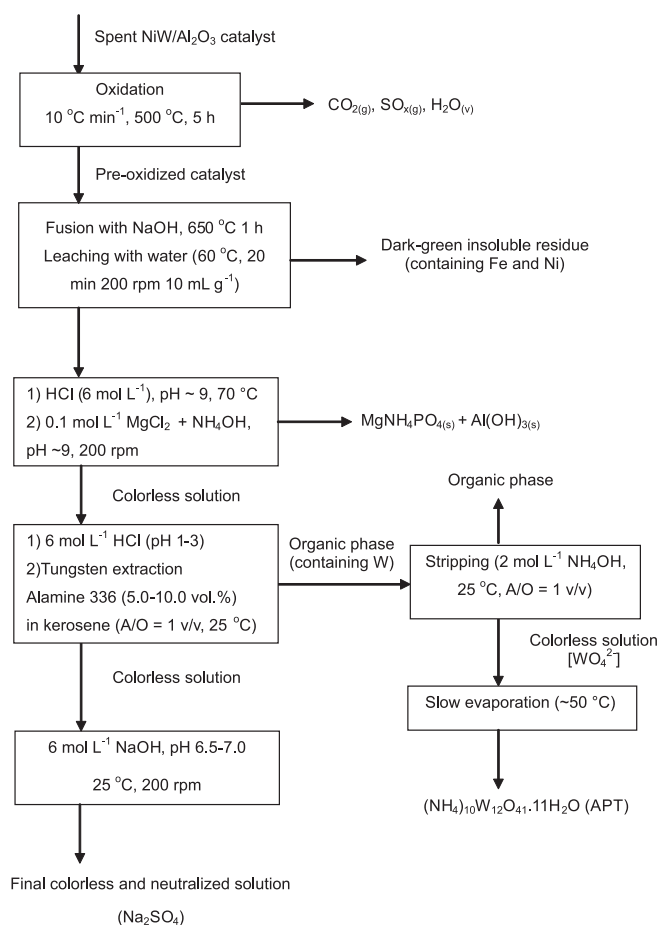 Spent NiW/Al₂O₃ catalyst
Oxidation
10 °C min⁻¹, 500 °C, 5 h
CO₂₍g₎, SOₓ₍g₎, H₂O₍ᵥ₎
Pre-oxidized catalyst
Fusion with NaOH, 650 °C 1 h
Leaching with water (60 °C, 20
min 200 rpm 10 mL g⁻¹)
Dark-green insoluble residue
(containing Fe and Ni)
1) HCl (6 mol L⁻¹), pH ~ 9, 70 °C
2) 0.1 mol L⁻¹ MgCl₂ + NH₄OH,
pH ~9, 200 rpm
MgNH₄PO₄₍ₛ₎ + Al(OH)₃₍ₛ₎
Colorless solution
Organic phase
1) 6 mol L⁻¹ HCl (pH 1-3)
2)Tungsten extraction
Alamine 336 (5.0-10.0 vol.%)
in kerosene (A/O = 1 v/v, 25 °C)
Organic phase
(containing W)
Stripping (2 mol L⁻¹ NH₄OH,
25 °C, A/O = 1 v/v)
Colorless solution
[WO₄²⁻]
Colorless solution
Slow evaporation (~50 °C)
6 mol L⁻¹ NaOH, pH 6.5-7.0
25 °C, 200 rpm
(NH₄)₁₀W₁₂O₄₁.11H₂O (APT)
Final colorless and neutralized solution
(Na₂SO₄)